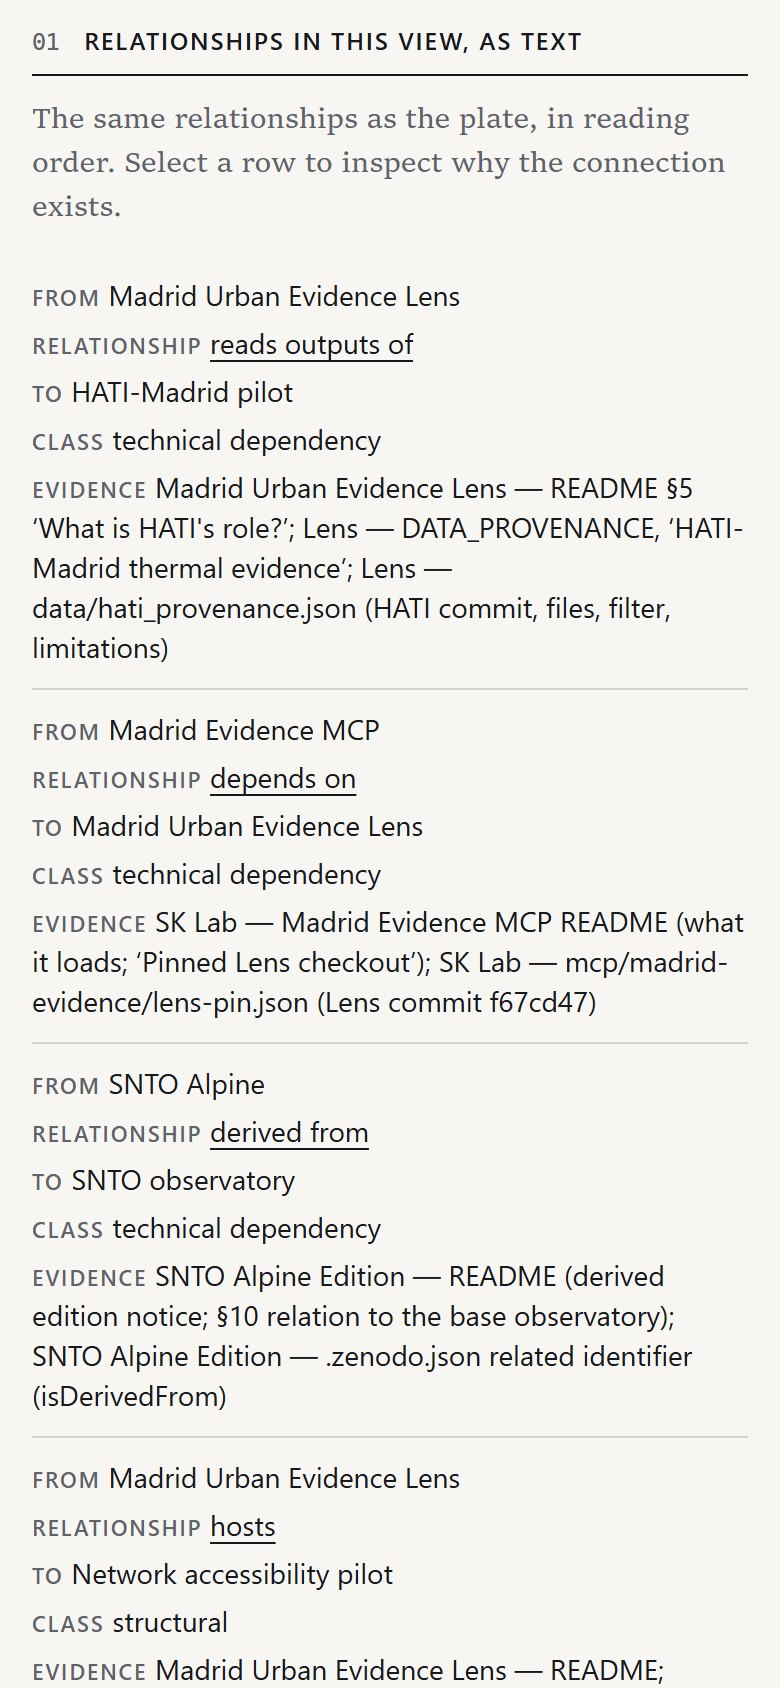 01 RELATIONSHIPS IN THIS VIEW, AS TEXT
The same relationships as the plate, in reading
order. Select a row to inspect why the connection
exists.
FROM Madrid Urban Evidence Lens
RELATIONSHIP reads outputs of
TO HATI-Madrid pilot
CLASS technical dependency
EVIDENCE Madrid Urban Evidence Lens — README §5
‘What is HATI's role?’; Lens — DATA_PROVENANCE, ‘HATI-
Madrid thermal evidence’; Lens —
data/hati_provenance.json (HATI commit, files, filter,
limitations)
FROM Madrid Evidence MCP
RELATIONSHIP depends on
TO Madrid Urban Evidence Lens
CLASS technical dependency
EVIDENCE SK Lab — Madrid Evidence MCP README (what
it loads; ‘Pinned Lens checkout’); SK Lab — mcp/madrid-
evidence/lens-pin.json (Lens commit f67cd47)
FROM SNTO Alpine
RELATIONSHIP derived from
TO SNTO observatory
CLASS technical dependency
EVIDENCE SNTO Alpine Edition — README (derived
edition notice; §10 relation to the base observatory);
SNTO Alpine Edition — .zenodo.json related identifier
(isDerivedFrom)
FROM Madrid Urban Evidence Lens
RELATIONSHIP hosts
TO Network accessibility pilot
CLASS structural
EVIDENCE Madrid Urban Evidence Lens — README;